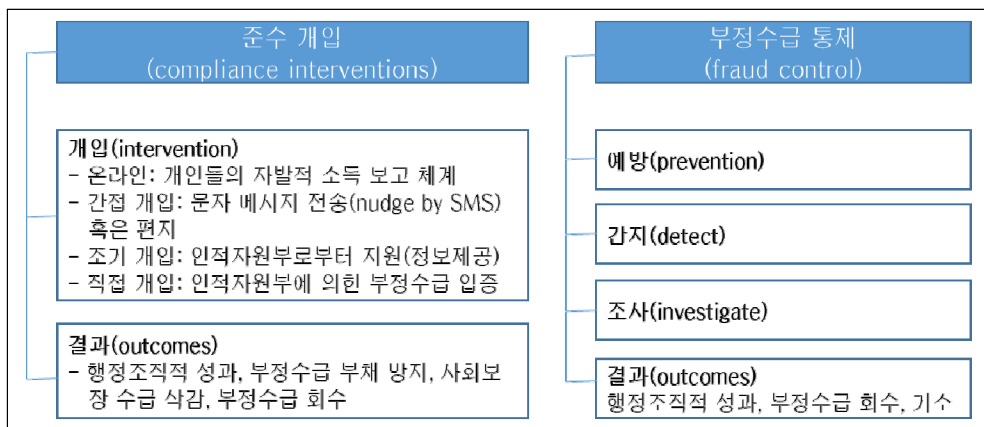 준수 개입
(compliance interventions)
개입(intervention)
- 온라인: 개인들의 자발적 소득 보고 체계
- 간접 개입: 문자 메시지 전송(nudge by SMS)
혹은 편지
- 조기 개입: 인적자원부로부터 지원(정보제공)
- 직접 개입: 인적자원부에 의한 부정수급 입증
결과(outcomes)
- 행정조직적 성과, 부정수급 부채 방지, 사회보
장 수급 삭감, 부정수급 회수
부정수급 통제
(fraud control)
예방(prevention)
간지(detect)
조사(investigate)
결과(outcomes)
행정조직적 성과, 부정수급 회수, 기소